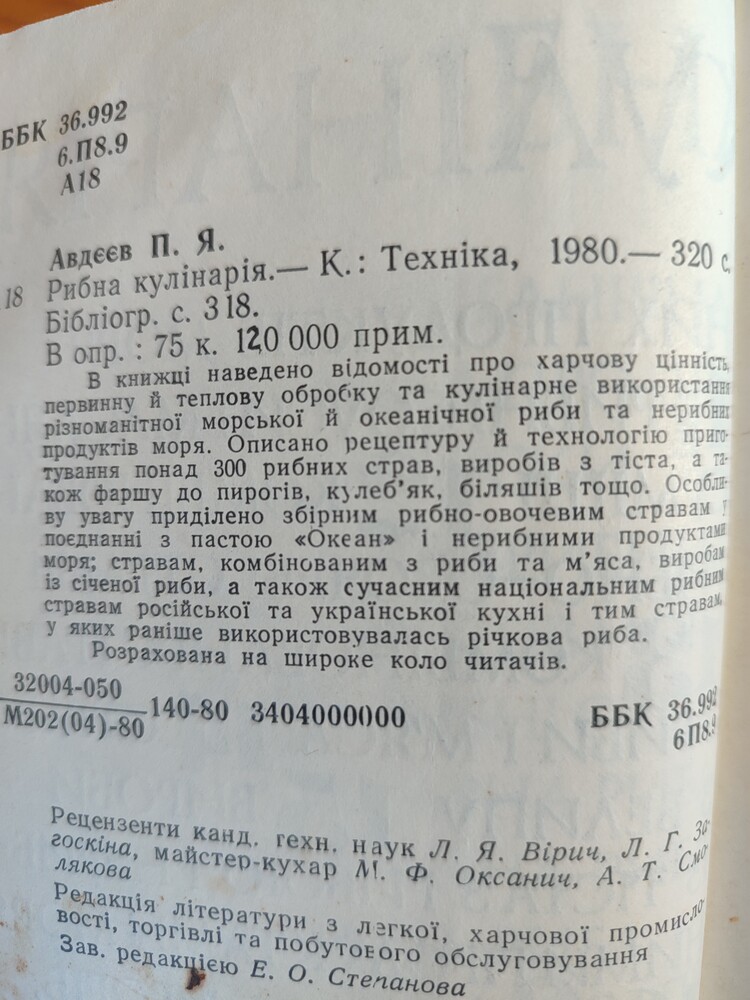 ББК 36.992
6.П8.9
А18
Авдєєв П. Я.
18 Рибна кулінарія.— К.: Техніка, 1980.— 320 с.
Бібліогр. с. 318.
В опр. : 75 к. 120 000 прим.
В книжці наведено відомості про харчову цінність,
первинну й теплову обробку та кулінарне використання
різноманітної морської й океанічної риби та нерибних
продуктів моря. Описано рецептуру й технологію приго-
тування понад 300 рибних страв, виробів з тіста, а та-
кож фаршу до пирогів, кулеб'як, біляшів тощо. Особли-
ву увагу приділено збірним рибно-овочевим стравам у
поєднанні з пастою «Океан» і нерибними продуктами
моря; стравам, комбінованим з риби та м'яса, виробам
із січеної риби, а також сучасним національним рибним
стравам російської та української кухні і тим стравам,
у яких раніше використовувалась річкова риба.
Розрахована на широке коло читачів.
32004-050
М202(04)-80 140-80 3404000000 ББК 36.992
6П8.9
Рецензенти канд. техн. наук Л. Я. Вірич, Л. Г. За-
госкіна, майстер-кухар М. Ф. Оксанич, А. Т. Смо-
лякова
Редакція літератури з легкої, харчової промисло-
вості, торгівлі та побутового обслуговування
Зав. редакцією Е. О. Степанова